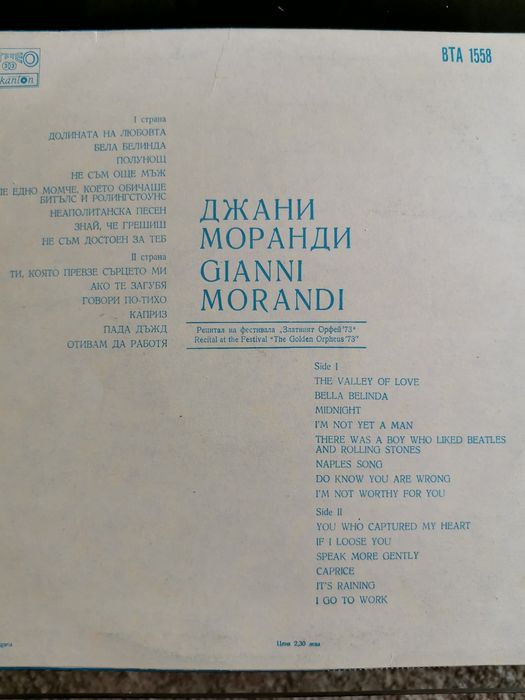 33
BTA 1558
I страна
ДОЛИНАТА НА ЛЮБОВТА
БЕЛА БЕЛИНДА
ПОЛУНОЩ
НЕ СЪМ ОЩЕ МЪЖ
ЕДНО МОМЧЕ, КОЕТО ОБИЧАШЕ
БИТЪЛС И РОЛИНГСТОУНС
НЕАПОЛИТАНСКА ПЕСЕН
ЗНАЙ, ЧЕ ГРЕШИШ
НЕ СЪМ ДОСТОЕН ЗА ТЕБ
II страна
ТИ, КОЯТО ПРЕВЗЕ СЪРЦЕТО МИ
АКО ТЕ ЗАГУБЯ
ГОВОРИ ПО-ТИХО
КАПРИЗ
ПАДА ДЪЖД
ОТИВАМ ДА РАБОТЯ
ДЖАНИ
МОРАНДИ
GIANNI
MORANDI
Рецитал на фестивала „Златният Орфей '73"
Recital at the Festival "The Golden Orpheus '73"
Side I
THE VALLEY OF LOVE
BELLA BELINDA
MIDNIGHT
I'M NOT YET A MAN
THERE WAS A BOY WHO LIKED BEATLES
AND ROLLING STONES
NAPLES SONG
DO KNOW YOU ARE WRONG
I'M NOT WORTHY FOR YOU
Side II
YOU WHO CAPTURED MY HEART
IF I LOOSE YOU
SPEAK MORE GENTLY
CAPRICE
IT'S RAINING
I GO TO WORK
Цена 2,30 лева